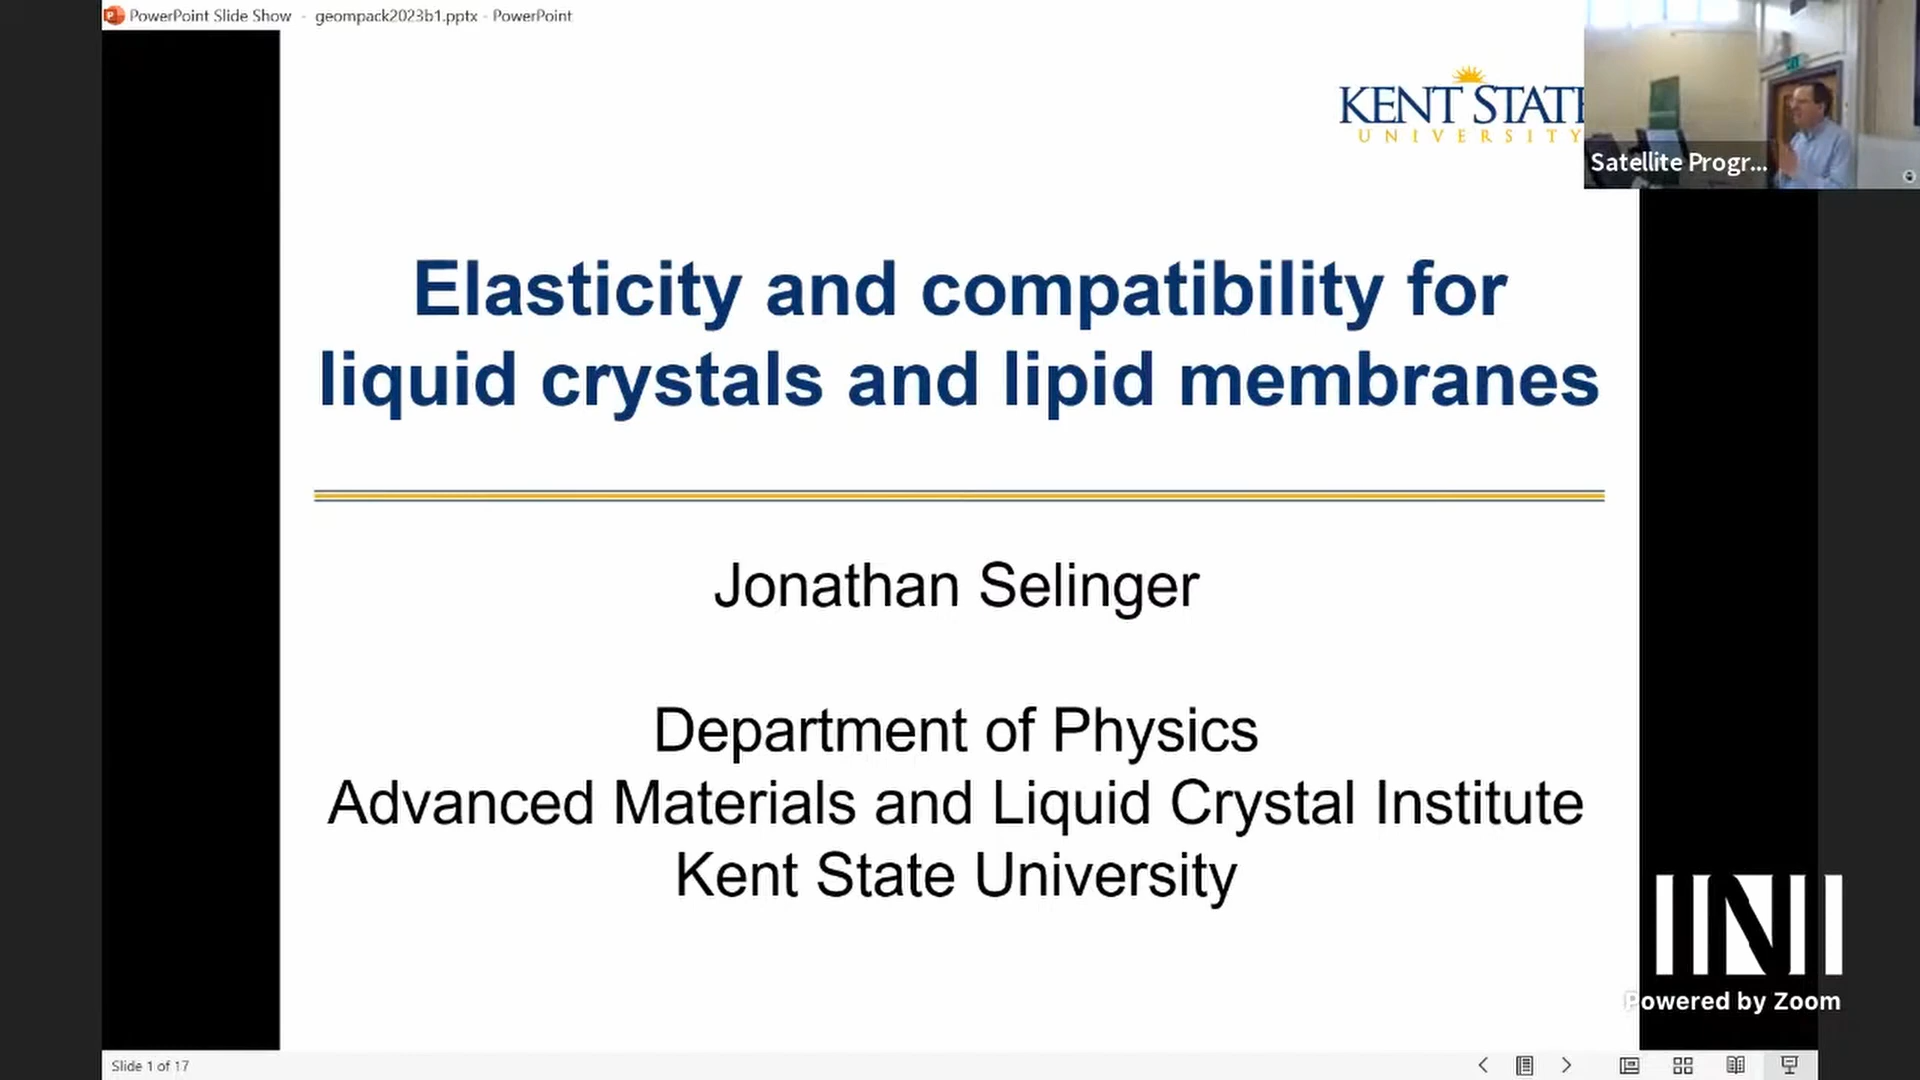 PowerPoint Slide Show - geompack2023b1.pptx - PowerPoint
KENT STATE
UNIVERSITY
Satellite Progr...
Elasticity and compatibility for
liquid crystals and lipid membranes
Jonathan Selinger
Department of Physics
Advanced Materials and Liquid Crystal Institute
Kent State University
INI
Powered by Zoom
Slide 1 of 17